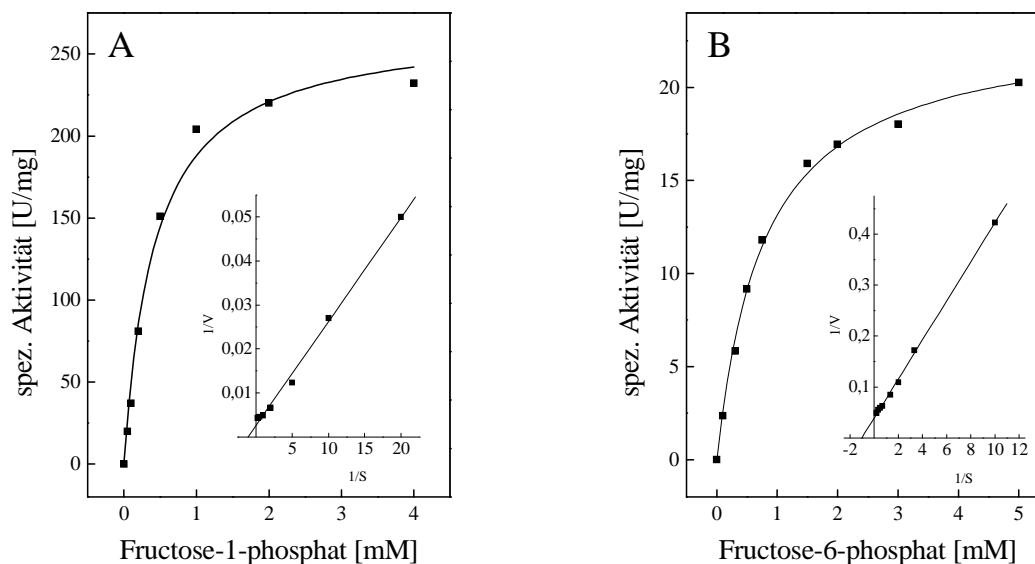 A
250
200
150
100
50
0
spez. Aktivität [U/mg]
0 1 2 3 4
Fructose-1-phosphat [mM]
0,05
0,04
0,03
0,02
0,01
1/V
5 10 15 20
1/S
B
20
15
10
5
0
spez. Aktivität [U/mg]
0 1 2 3 4 5
Fructose-6-phosphat [mM]
0,4
0,3
0,2
0,1
1/V
-2 2 4 6 8 10 12
1/S